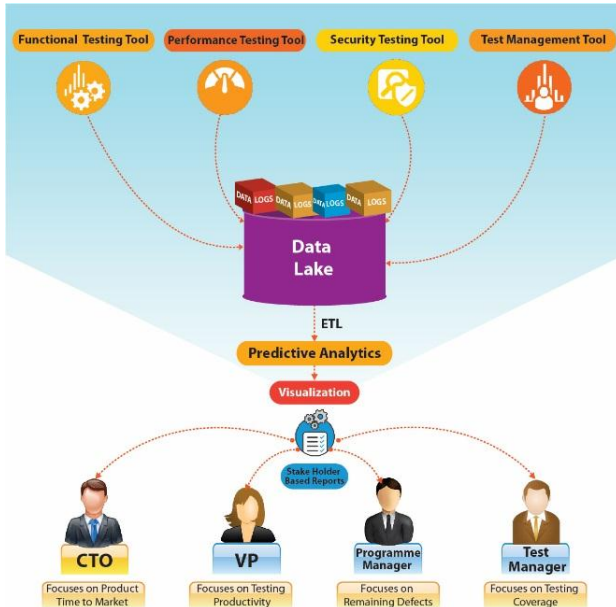 Functional Testing Tool
Performance Testing Tool
Security Testing Tool
Test Management Tool
DATA LOGS
DATA LOGS
DATA LOGS
DATA LOGS
Data
Lake
ETL
Predictive Analytics
Visualization
Stake Holder
Based Reports
CTO
VP
Programme
Manager
Test
Manager
Focuses on Product
Time to Market
Focuses on Testing
Productivity
Focuses on
Remaining Defects
Focuses on Testing
Coverage